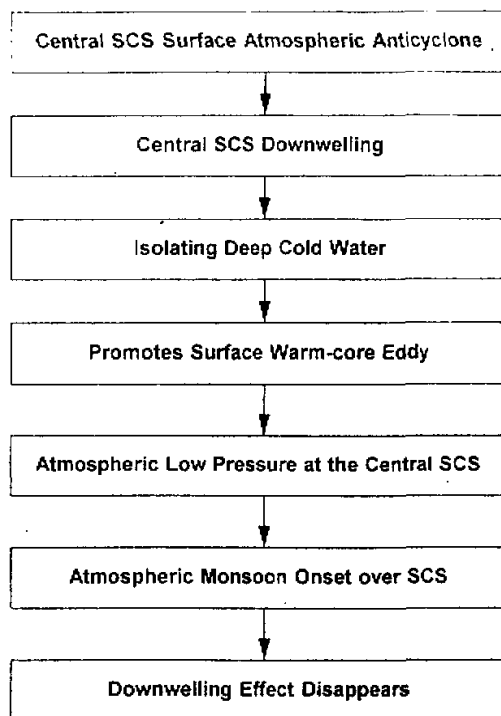 Central SCS Surface Atmospheric Anticyclone
Central SCS Downwelling
Isolating Deep Cold Water
Promotes Surface Warm-core Eddy
Atmospheric Low Pressure at the Central SCS
Atmospheric Monsoon Onset over SCS
Downwelling Effect Disappears